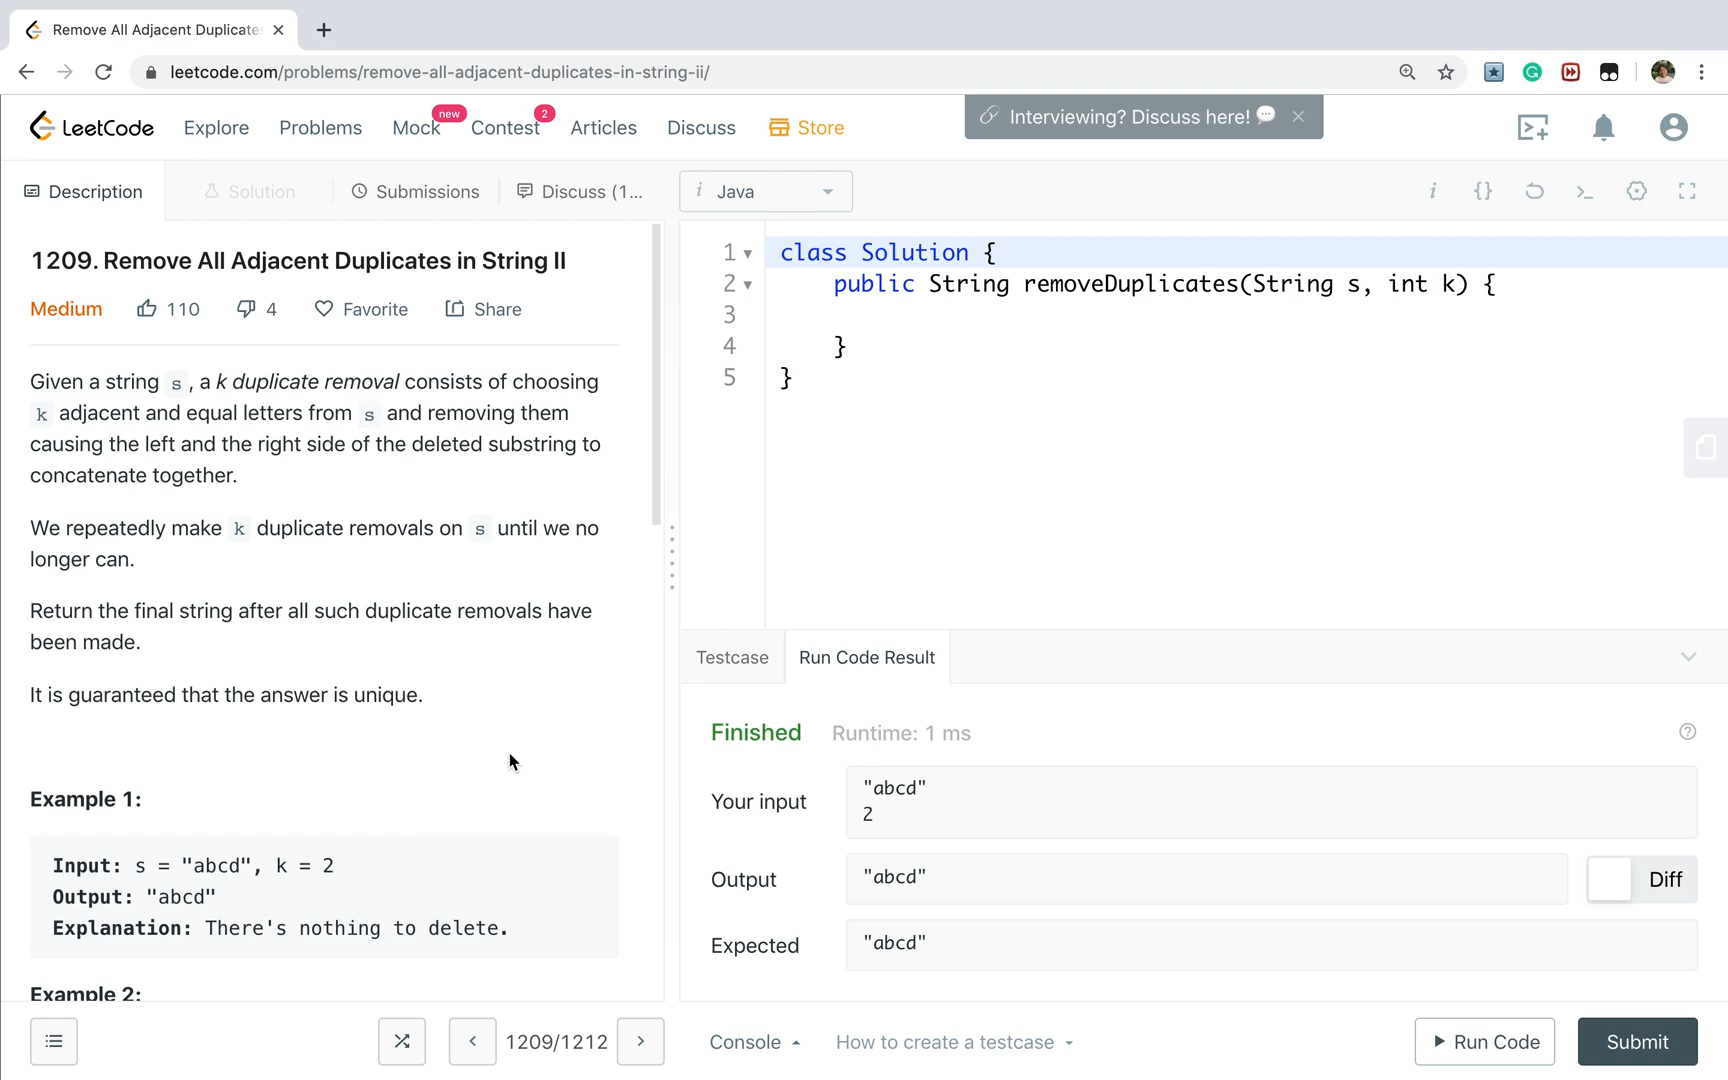 Remove All Adjacent Duplicate
leetcode.com/problems/remove-all-adjacent-duplicates-in-string-ii/
LeetCode
Explore
Problems
Mock
new
Contest
2
Articles
Discuss
Store
Interviewing? Discuss here!
Description
Solution
Submissions
Discuss (1...
i Java
1209. Remove All Adjacent Duplicates in String II
Medium
110
4
Favorite
Share
Given a string s, a k duplicate removal consists of choosing
k adjacent and equal letters from s and removing them
causing the left and the right side of the deleted substring to
concatenate together.
We repeatedly make k duplicate removals on s until we no
longer can.
Return the final string after all such duplicate removals have
been made.
It is guaranteed that the answer is unique.
Example 1:
Input: s = "abcd", k = 2
Output: "abcd"
Explanation: There's nothing to delete.
Example 2:
1209/1212
i {}
1 class Solution {
2 public String removeDuplicates(String s, int k) {
3
4 }
5 }
Testcase
Run Code Result
Finished
Runtime: 1 ms
Your input
"abcd"
2
Output
"abcd"
Diff
Expected
"abcd"
Console
How to create a testcase
Run Code
Submit